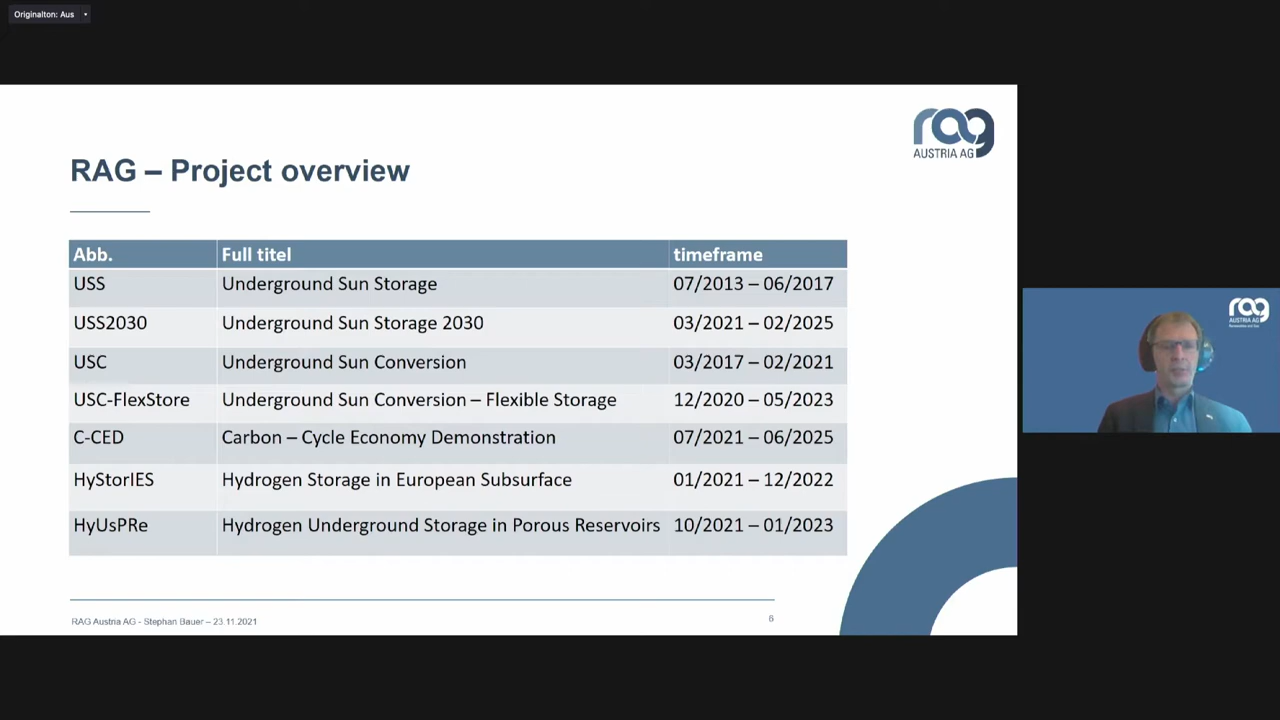 Originalton: Aus
rag
AUSTRIA AG
RAG – Project overview
Abb. Full titel timeframe
USS Underground Sun Storage 07/2013 – 06/2017
USS2030 Underground Sun Storage 2030 03/2021 – 02/2025
USC Underground Sun Conversion 03/2017 – 02/2021
USC-FlexStore Underground Sun Conversion – Flexible Storage 12/2020 – 05/2023
C-CED Carbon – Cycle Economy Demonstration 07/2021 – 06/2025
HyStorIES Hydrogen Storage in European Subsurface 01/2021 – 12/2022
HyUsPRe Hydrogen Underground Storage in Porous Reservoirs 10/2021 – 01/2023
RAG Austria AG - Stephan Bauer – 23.11.2021
6
rag
AUSTRIA AG